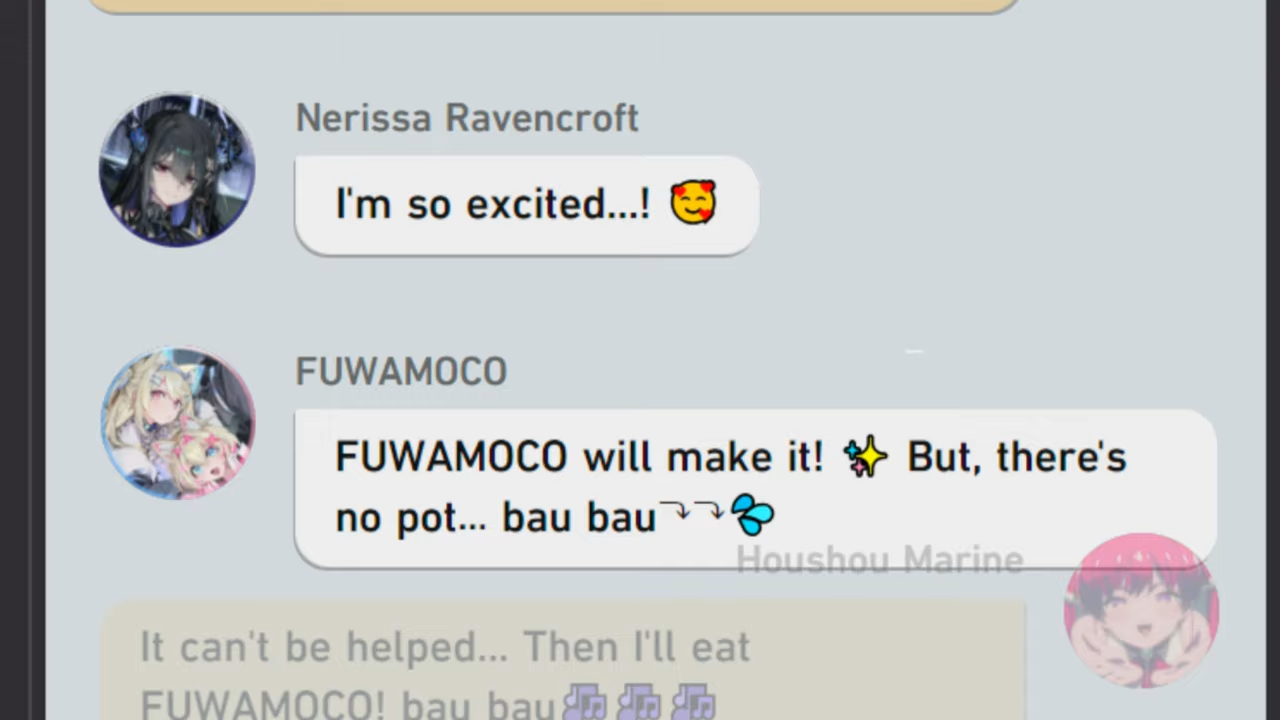 Nerissa Ravencroft
I'm so excited...! 🥰
FUWAMOCO
FUWAMOCO will make it! ✨ But, there's
no pot... bau bau⤵⤵💦
Houshou Marine
It can't be helped... Then I'll eat
FUWAMOCO! bau bau🎶🎶🎶